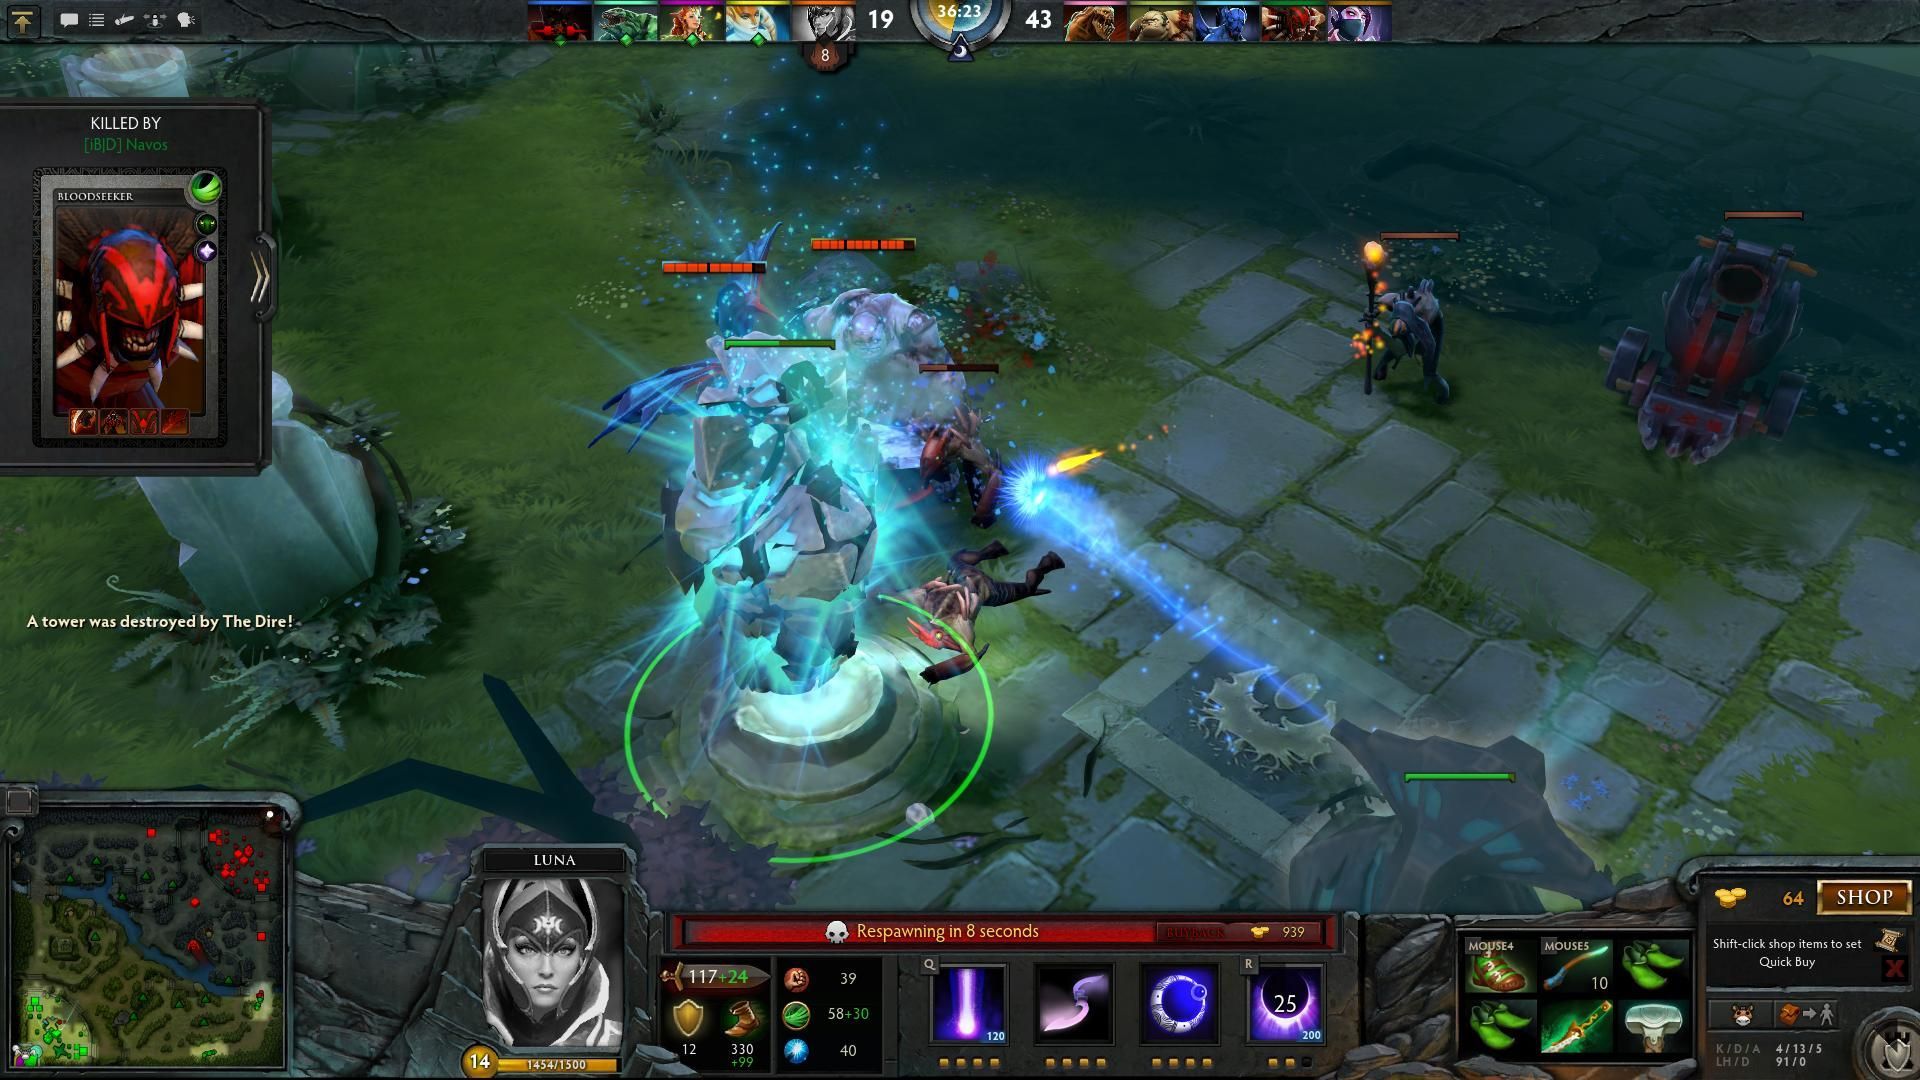 19
36:23
43
8
KILLED BY
[iB|D] Navos
BLOODSEEKER
A tower was destroyed by The Dire!
LUNA
Respawning in 8 seconds
BUYBACK
939
64
SHOP
Shift-click shop items to set
Quick Buy
117+24
39
58+30
40
12
330
+99
14
1454/1500
Q
120
R
25
200
MOUSE4
MOUSE5
10
K / D / A 4/13/5
LH / D 91/0